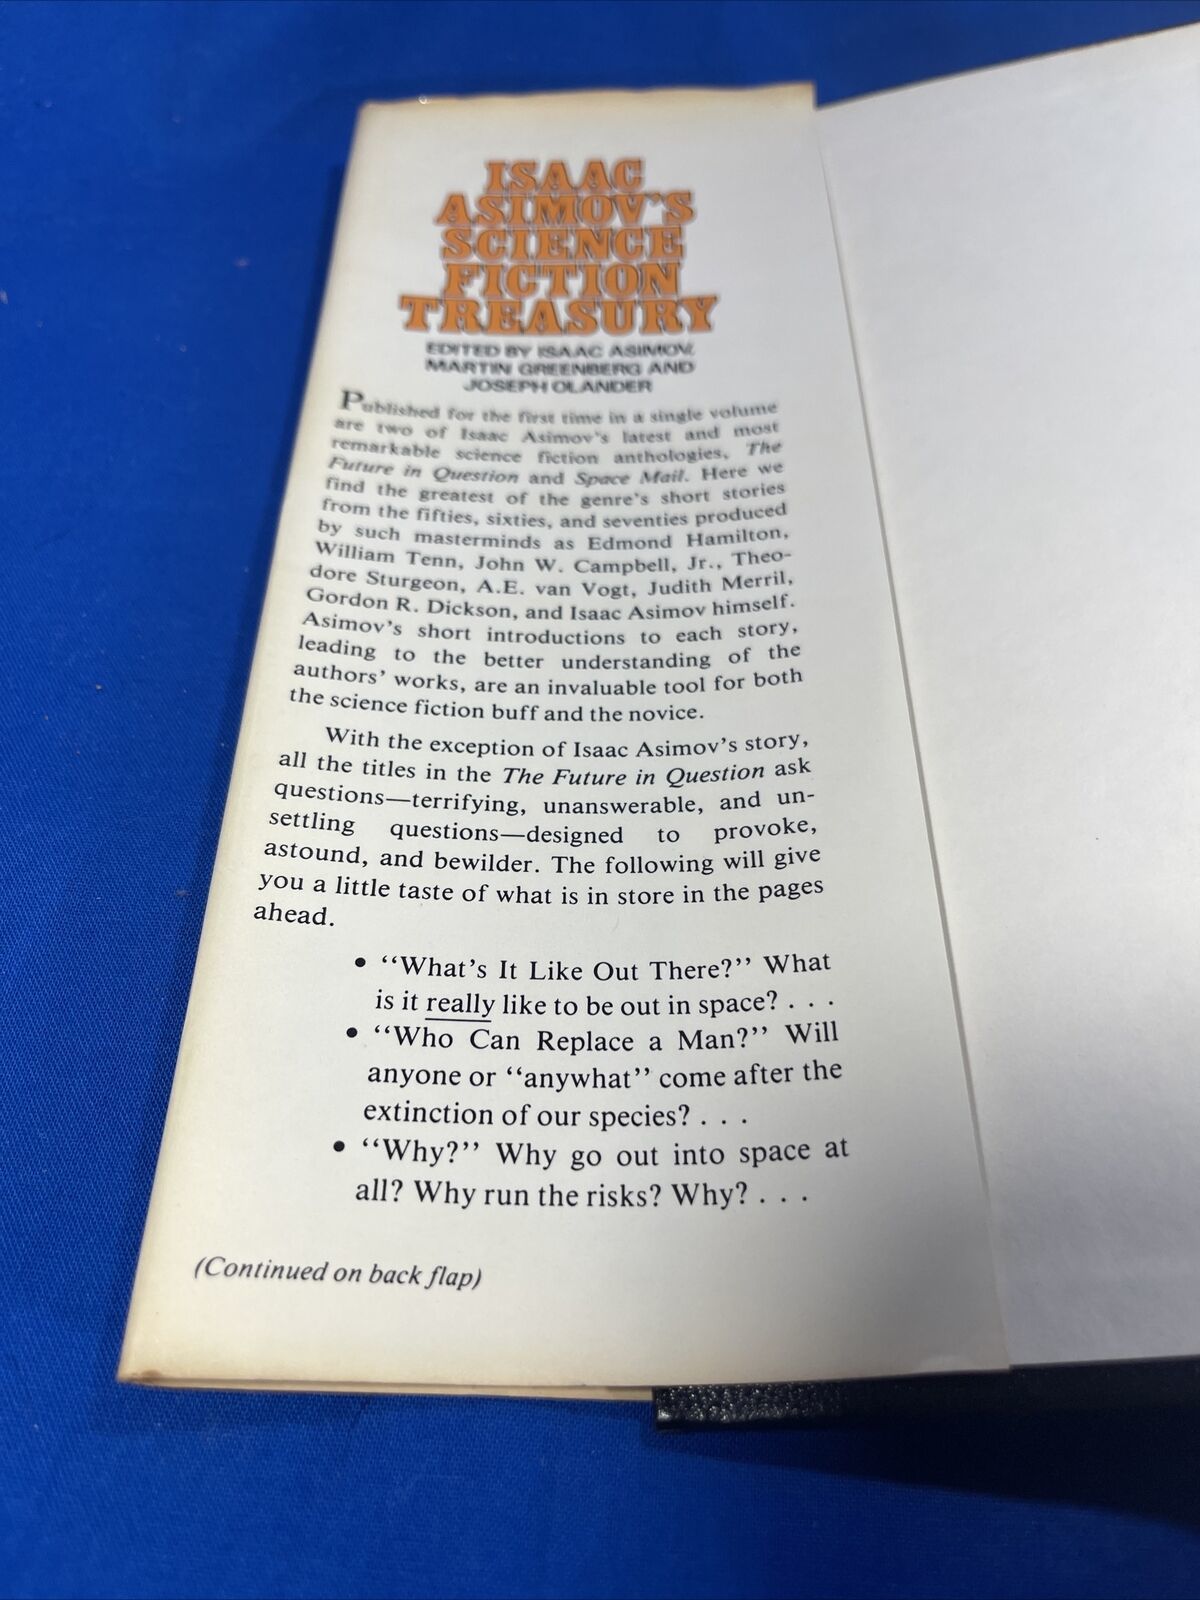 ISAAC
ASIMOV'S
SCIENCE
FICTION
TREASURY
EDITED BY ISAAC ASIMOV,
MARTIN GREENBERG AND
JOSEPH OLANDER
Published for the first time in a single volume
are two of Isaac Asimov's latest and most
remarkable science fiction anthologies, The
Future in Question and Space Mail. Here we
find the greatest of the genre's short stories
from the fifties, sixties, and seventies produced
by such masterminds as Edmond Hamilton,
William Tenn, John W. Campbell, Jr., Theo-
dore Sturgeon, A.E. van Vogt, Judith Merril,
Gordon R. Dickson, and Isaac Asimov himself.
Asimov's short introductions to each story,
leading to the better understanding of the
authors' works, are an invaluable tool for both
the science fiction buff and the novice.
With the exception of Isaac Asimov's story,
all the titles in the The Future in Question ask
questions—terrifying, unanswerable, and un-
settling questions—designed to provoke,
astound, and bewilder. The following will give
you a little taste of what is in store in the pages
ahead.
• "What's It Like Out There?" What
is it really like to be out in space? . . .
• "Who Can Replace a Man?" Will
anyone or "anywhat" come after the
extinction of our species? . . .
• "Why?" Why go out into space at
all? Why run the risks? Why? . . .
(Continued on back flap)